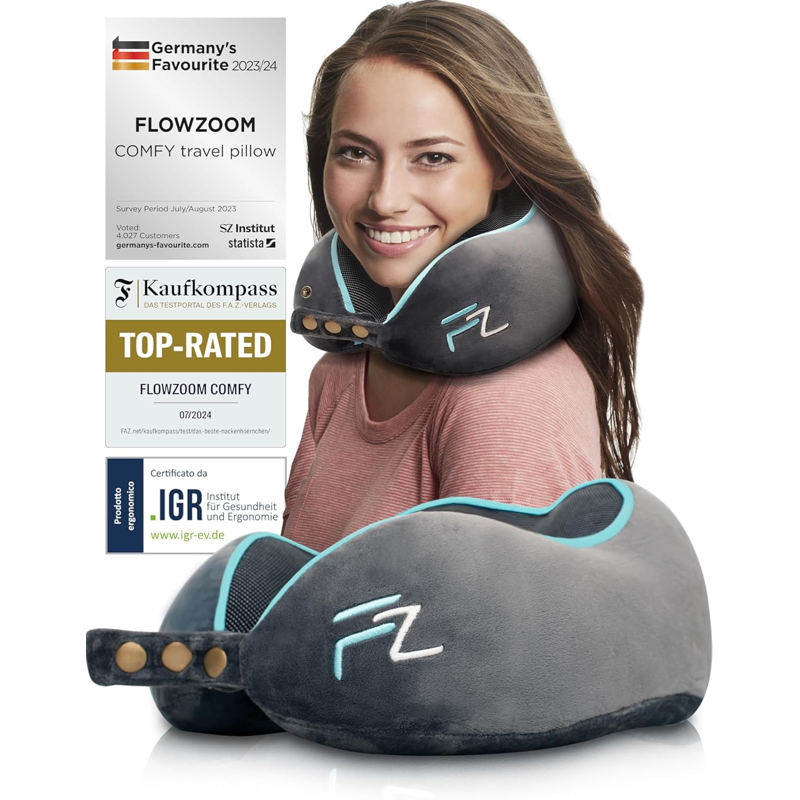 Germany's
Favourite 2023/24
FLOWZOOM
COMFY travel pillow
Survey Period July/August 2023
Voted:
4.027 Customers
germanys-favourite.com
SZ Institut
statista
F Kaufkompass
DAS TESTPORTAL DES F.A.Z.-VERLAGS
TOP-RATED
FLOWZOOM COMFY
07/2024
FAZ.net/kaufkompass/test/das-beste-nackenhoernchen/
Prodotto
ergonomico
Certificato da
.IGR Institut
für Gesundheit
und Ergonomie
www.igr-ev.de
FZ
FZ